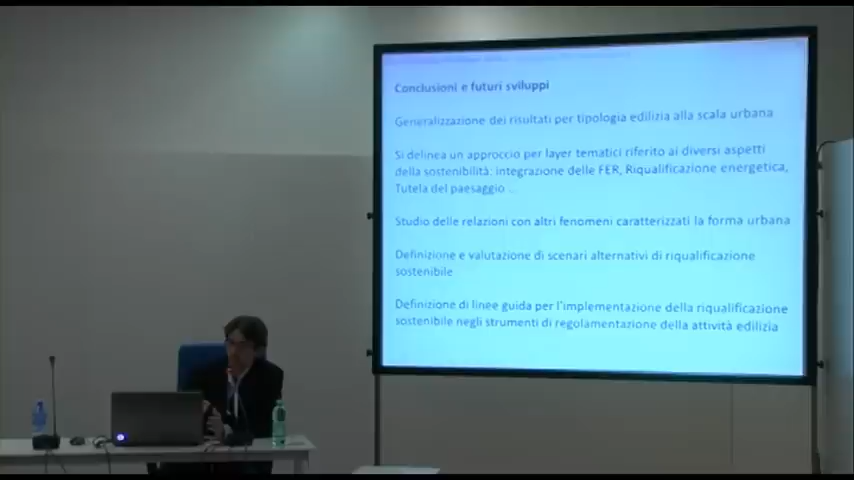 Conclusioni e futuri sviluppi
Generalizzazione dei risultati per tipologia edilizia alla scala urbana
Si delinea un approccio per layer tematici riferito ai diversi aspetti
della sostenibilità: integrazione delle FER, Riqualificazione energetica,
Tutela del paesaggio ...
Studio delle relazioni con altri fenomeni caratterizzati la forma urbana
Definizione e valutazione di scenari alternativi di riqualificazione
sostenibile
Definizione di linee guida per l'implementazione della riqualificazione
sostenibile negli strumenti di regolamentazione della attività edilizia